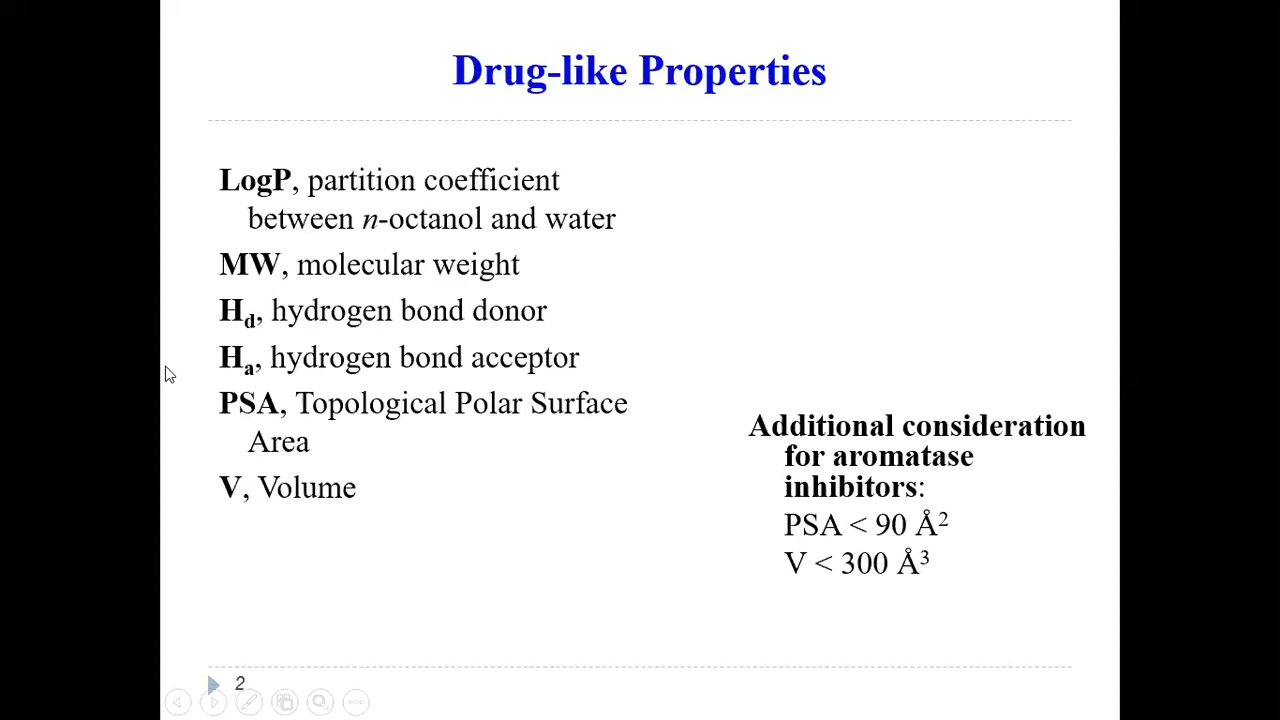 Drug-like Properties
LogP, partition coefficient
between n-octanol and water
MW, molecular weight
Hd, hydrogen bond donor
Ha, hydrogen bond acceptor
PSA, Topological Polar Surface
Area
V, Volume
Additional consideration
for aromatase
inhibitors:
PSA < 90 Å²
V < 300 Å³
2